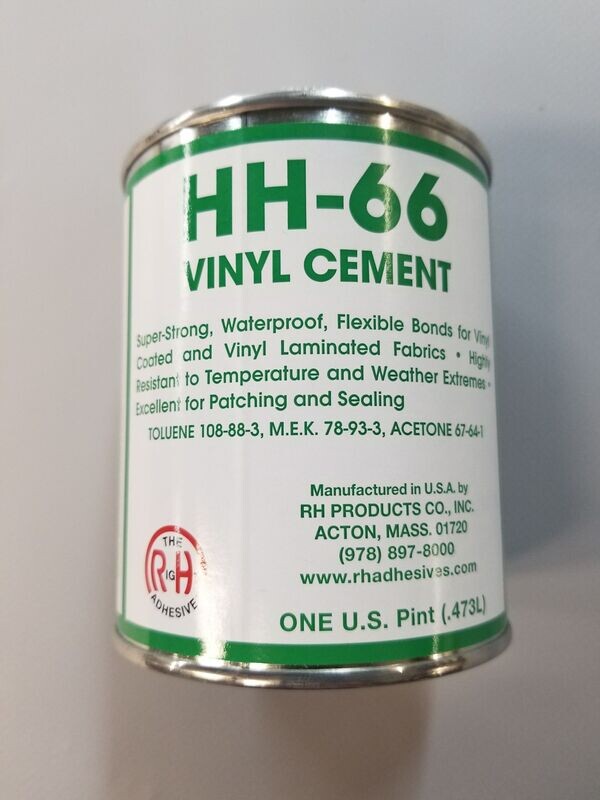 HH-66
VINYL CEMENT
Super-Strong, Waterproof, Flexible Bonds for Vinyl
Coated and Vinyl Laminated Fabrics • Highly
Resistant to Temperature and Weather Extremes •
Excellent for Patching and Sealing
TOLUENE 108-88-3, M.E.K. 78-93-3, ACETONE 67-64-1
Manufactured in U.S.A. by
RH PRODUCTS CO., INC.
ACTON, MASS. 01720
(978) 897-8000
www.rhadhesives.com
THE
RIGH
ADHESIVE
ONE U.S. Pint (.473L)